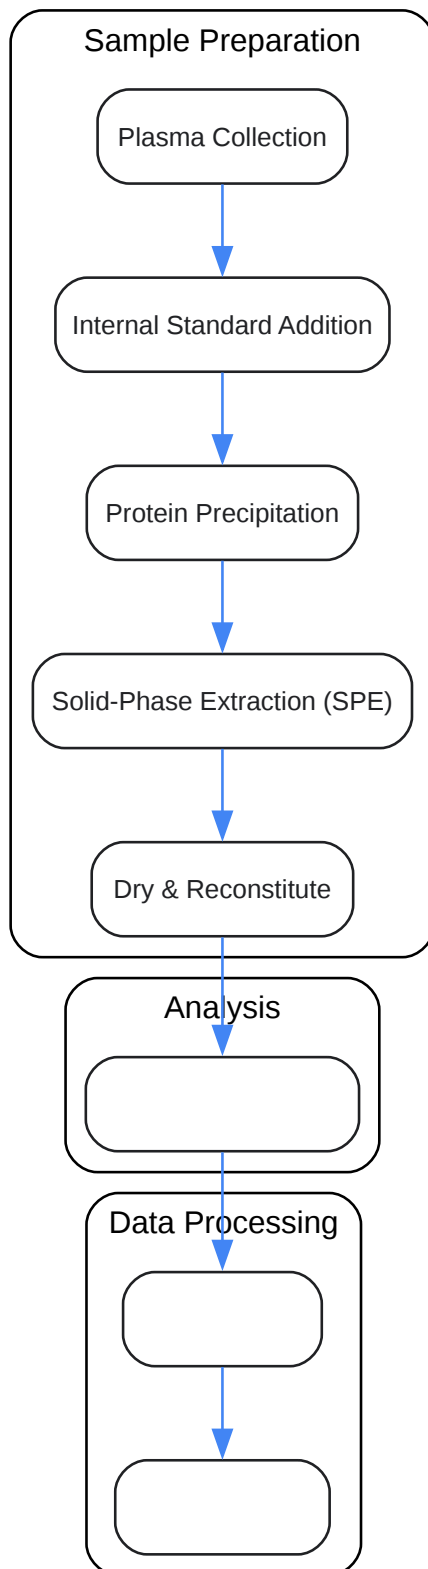 Sample Preparation
Plasma Collection
Internal Standard Addition
Protein Precipitation
Solid-Phase Extraction (SPE)
Dry & Reconstitute
Analysis
Data Processing